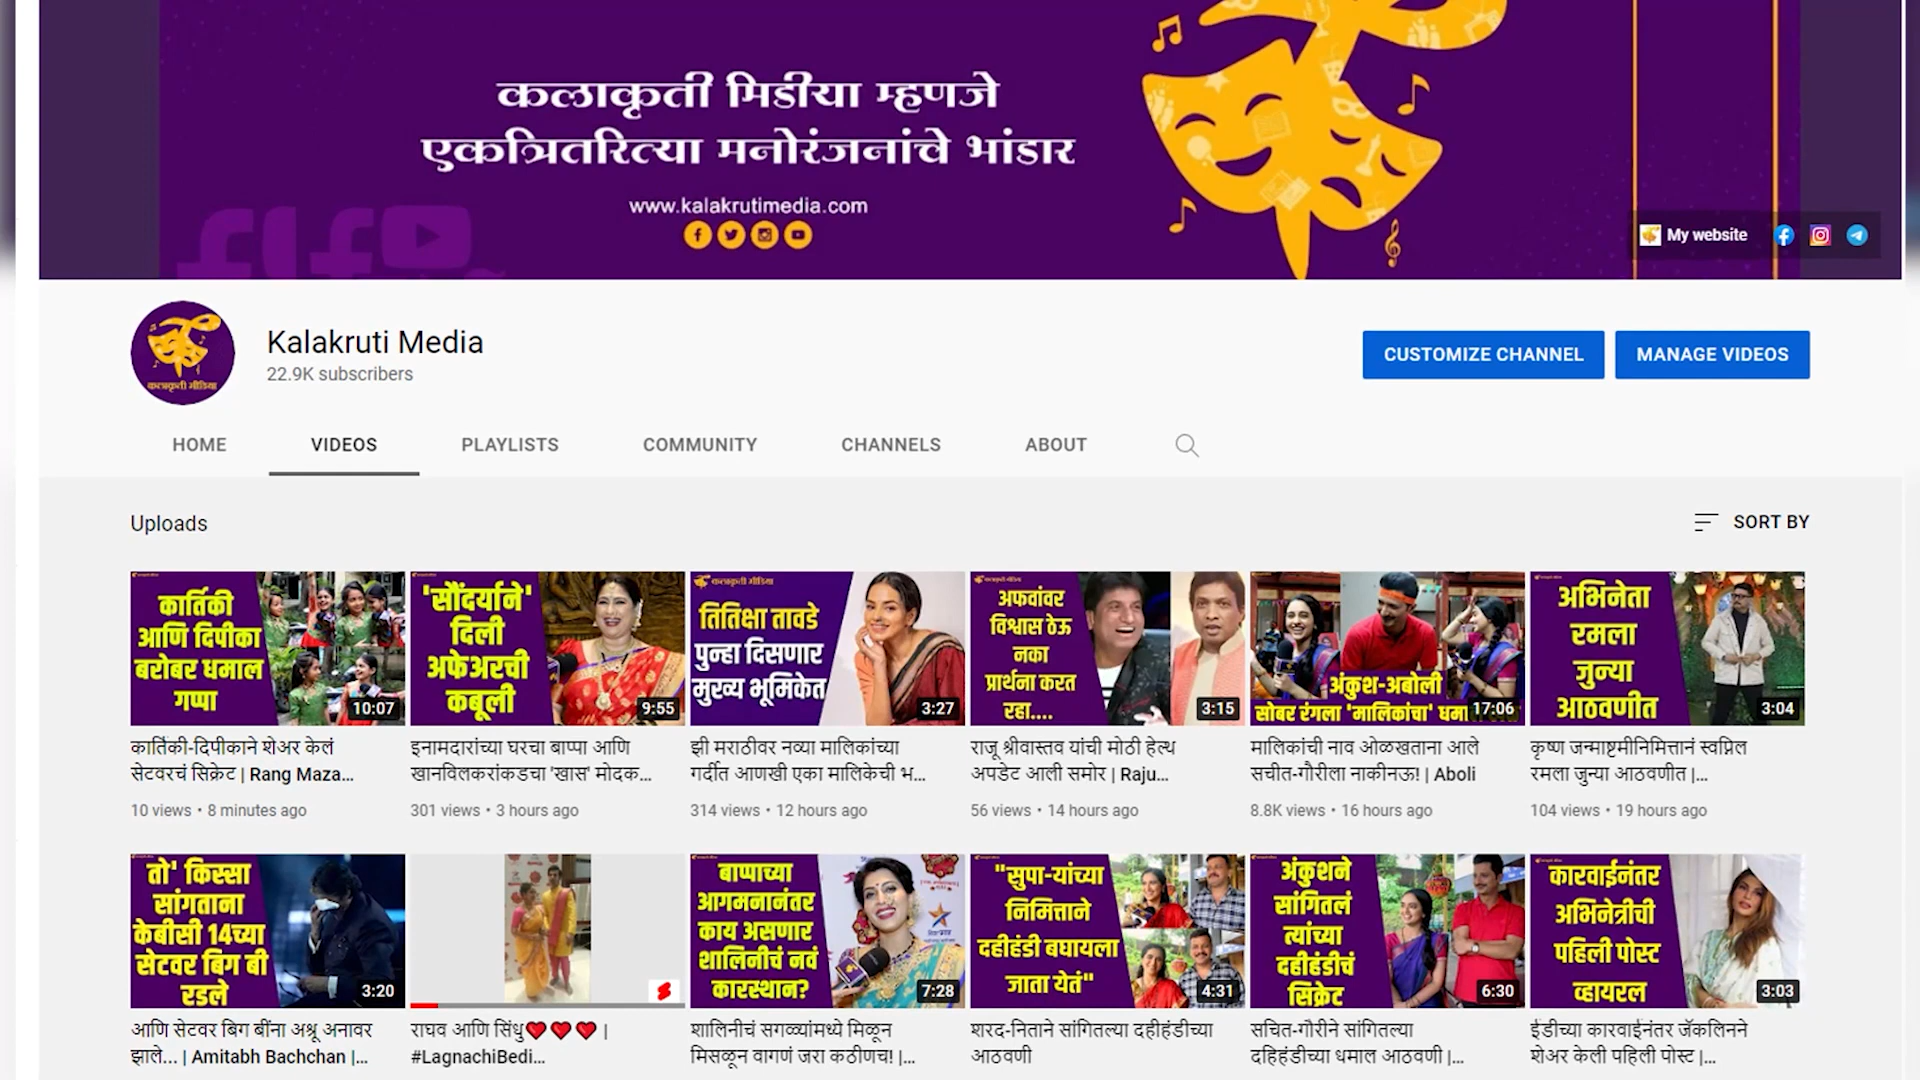 कलाकृती मिडीया म्हणजे
एकत्रितरित्या मनोरंजनांचे भांडार
www.kalakrutimedia.com
My website
कलाकृती मीडिया
Kalakruti Media
22.9K subscribers
CUSTOMIZE CHANNEL
MANAGE VIDEOS
HOME
VIDEOS
PLAYLISTS
COMMUNITY
CHANNELS
ABOUT
Uploads
SORT BY
कार्तिकी
आणि दिपीका
बरोबर धमाल
गप्पा
10:07
कार्तिकी-दिपीकाने शेअर केलं
सेटवरचं सिक्रेट | Rang Maza...
10 views • 8 minutes ago
'सौंदर्याने'
दिली
अफेअरची
कबूली
9:55
इनामदारांच्या घरचा बाप्पा आणि
खानविलकरांकडचा 'खास' मोदक...
301 views • 3 hours ago
कलाकृती मीडिया
तितिक्षा तावडे
पुन्हा दिसणार
मुख्य भूमिकेत
3:27
झी मराठीवर नव्या मालिकांच्या
गर्दीत आणखी एका मालिकेची भ...
314 views • 12 hours ago
कलाकृती मीडिया
अफवांवर
विश्वास ठेऊ
नका
प्रार्थना करत
रहा....
3:15
राजू श्रीवास्तव यांची मोठी हेल्थ
अपडेट आली समोर | Raju...
56 views • 14 hours ago
अंकुश-अबोली
सोबर रंगला 'मालिकांचा'
17:06
मालिकांची नाव ओळखताना आले
सचीत-गौरीला नाकीनऊ! | Aboli
8.8K views • 16 hours ago
अभिनेता
रमला
जुन्या
आठवणीत
3:04
कृष्ण जन्माष्टमीनिमित्तानं स्वप्निल
रमला जुन्या आठवणीत |...
104 views • 19 hours ago
तो' किस्सा
सांगताना
केबीसी 14च्या
सेटवर बिग बी
रडले
3:20
आणि सेटवर बिग बींना अश्रू अनावर
झाले... | Amitabh Bachchan |...
राघव आणि सिंधु❤❤❤ |
#LagnachiBedi...
बाप्पाच्या
आगमनानंतर
काय असणार
शालिनीचं नवं
कारस्थान?
7:28
शालिनीचं सगळ्यांमध्ये मिळून
मिसळून वागणं जरा कठीणच! |...
"सुपा-यांच्या
निमित्ताने
दहीहंडी बघायला
जाता येतं"
4:31
शरद-निताने सांगितल्या दहीहंडीच्या
आठवणी
अंकुशने
सांगितलं
त्यांच्या
दहीहंडीचं
सिक्रेट
6:30
सचित-गौरीने सांगितल्या
दहिहंडीच्या धमाल आठवणी |...
कारवाईनंतर
अभिनेत्रीची
पहिली पोस्ट
व्हायरल
3:03
ईडीच्या कारवाईनंतर जॅकलिनने
शेअर केली पहिली पोस्ट |...